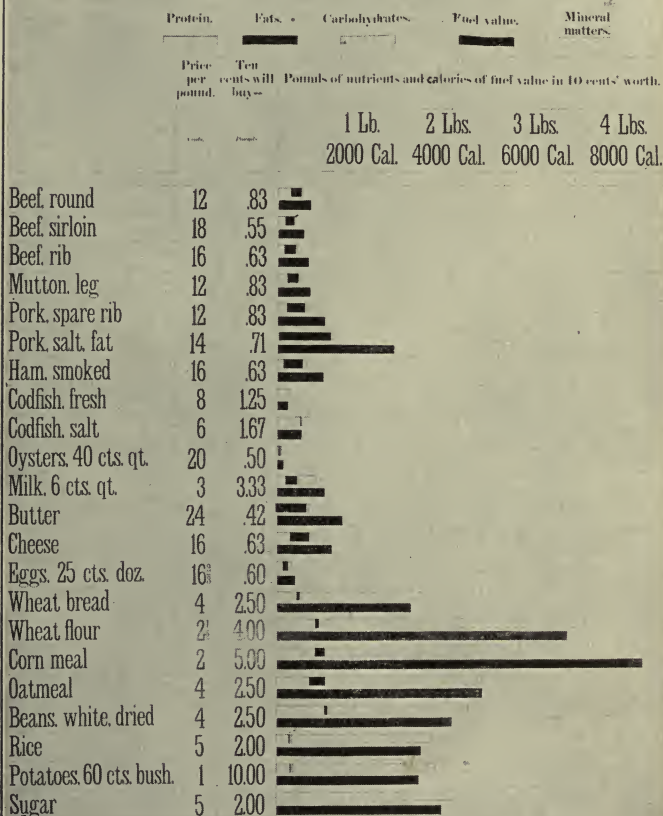 Protein. Fats. Carbohydrates. Fuel value. Mineral matters.
Price per pound. Ten cents will buy— Pounds of nutrients and calories of fuel value in 10 cents' worth.
Cents. Pounds.
1 Lb. 2 Lbs. 3 Lbs. 4 Lbs.
2000 Cal. 4000 Cal. 6000 Cal. 8000 Cal.
Beef. round 12 .83
Beef. sirloin 18 .55
Beef. rib 16 .63
Mutton. leg 12 .83
Pork. spare rib 12 .83
Pork. salt. fat 14 .71
Ham. smoked 16 .63
Codfish. fresh 8 1.25
Codfish. salt 6 1.67
Oysters. 40 cts. qt. 20 .50
Milk. 6 cts. qt. 3 3.33
Butter 24 .42
Cheese 16 .63
Eggs. 25 cts. doz. 16⅔ .60
Wheat bread 4 2.50
Wheat flour 2½ 4.00
Corn meal 2 5.00
Oatmeal 4 2.50
Beans. white. dried 4 2.50
Rice 5 2.00
Potatoes. 60 cts. bush. 1 10.00
Sugar 5 2.00